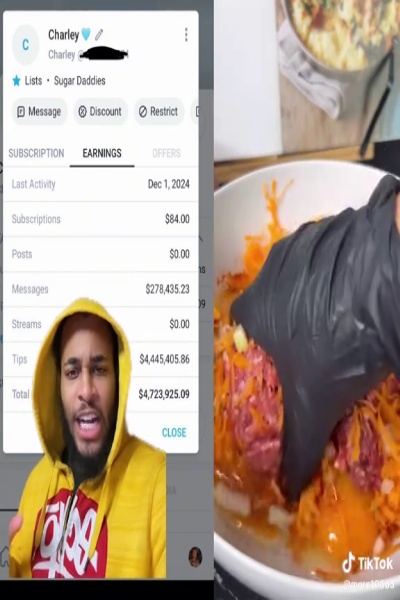 Charley
C
Charley
Lists • Sugar Daddies
Message Discount Restrict
SUBSCRIPTION EARNINGS OFFERS
Last Activity Dec 1, 2024
Subscriptions $84.00
Posts $0.00
Messages $278,435.23
Streams $0.00
Tips $4,445,405.86
Total $4,723,925.09
CLOSE
TikTok